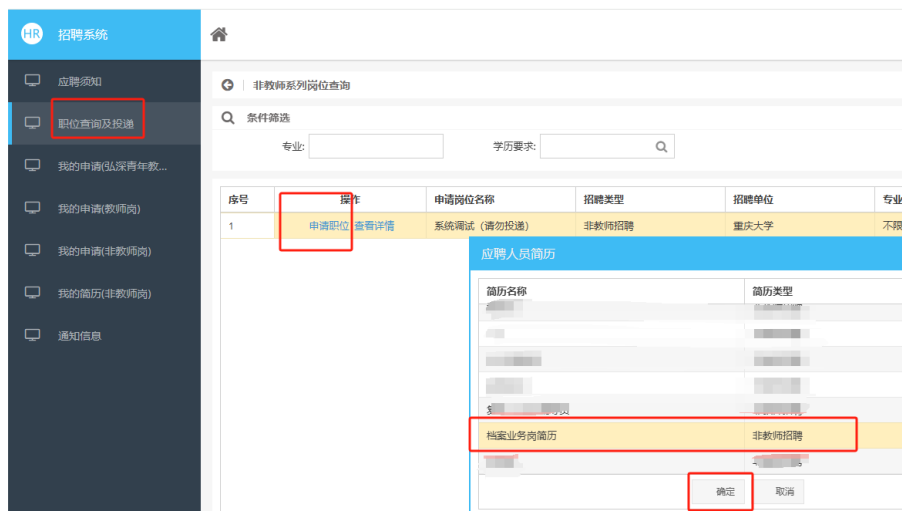 HR 招聘系统
应聘须知
职位查询及投递
我的申请(弘深青年教...
我的申请(教师岗)
我的申请(非教师岗)
我的简历(非教师岗)
通知信息
非教师系列岗位查询
条件筛选
专业: 学历要求:
序号 操作 申请岗位名称 招聘类型 招聘单位 专业
1 申请职位 查看详情 系统调试（请勿投递） 非教师招聘 重庆大学 不限
应聘人员简历
简历名称 简历类型
档案业务岗简历 非教师招聘
确定 取消